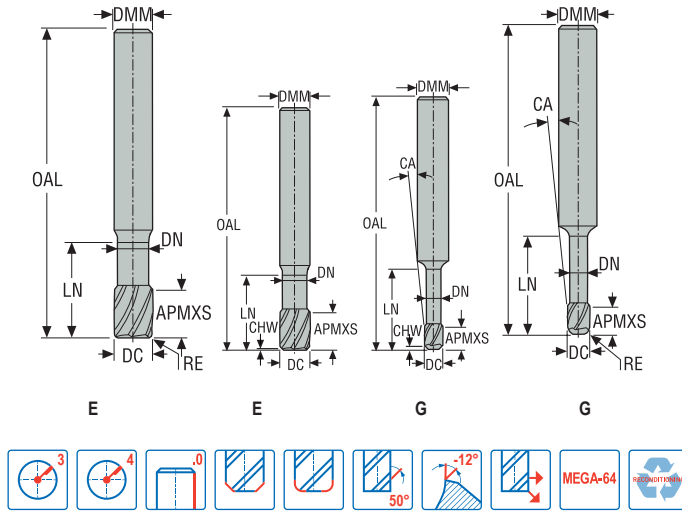 DMM
OAL
DN
LN
APMXS
DC
RE
E
DMM
OAL
DN
LN
CHW
APMXS
DC
E
DMM
CA
OAL
DN
LN
CHW
APMXS
DC
G
DMM
CA
OAL
DN
LN
APMXS
DC
RE
G
3
4
.0
50°
-12°
MEGA-64
RECONDITIONING